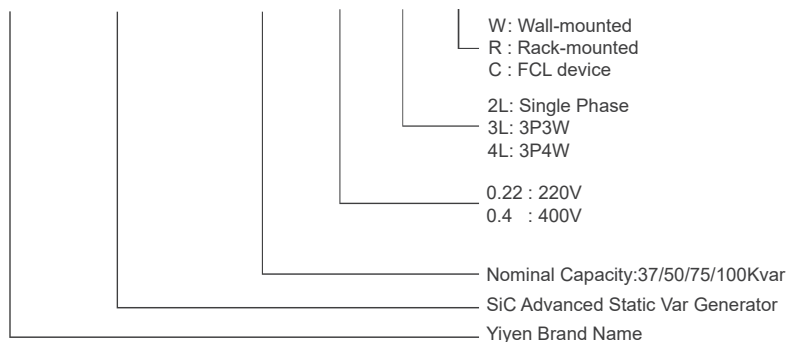 W: Wall-mounted
R : Rack-mounted
C : FCL device
2L: Single Phase
3L: 3P3W
4L: 3P4W
0.22 : 220V
0.4 : 400V
Nominal Capacity:37/50/75/100Kvar
SiC Advanced Static Var Generator
Yiyen Brand Name